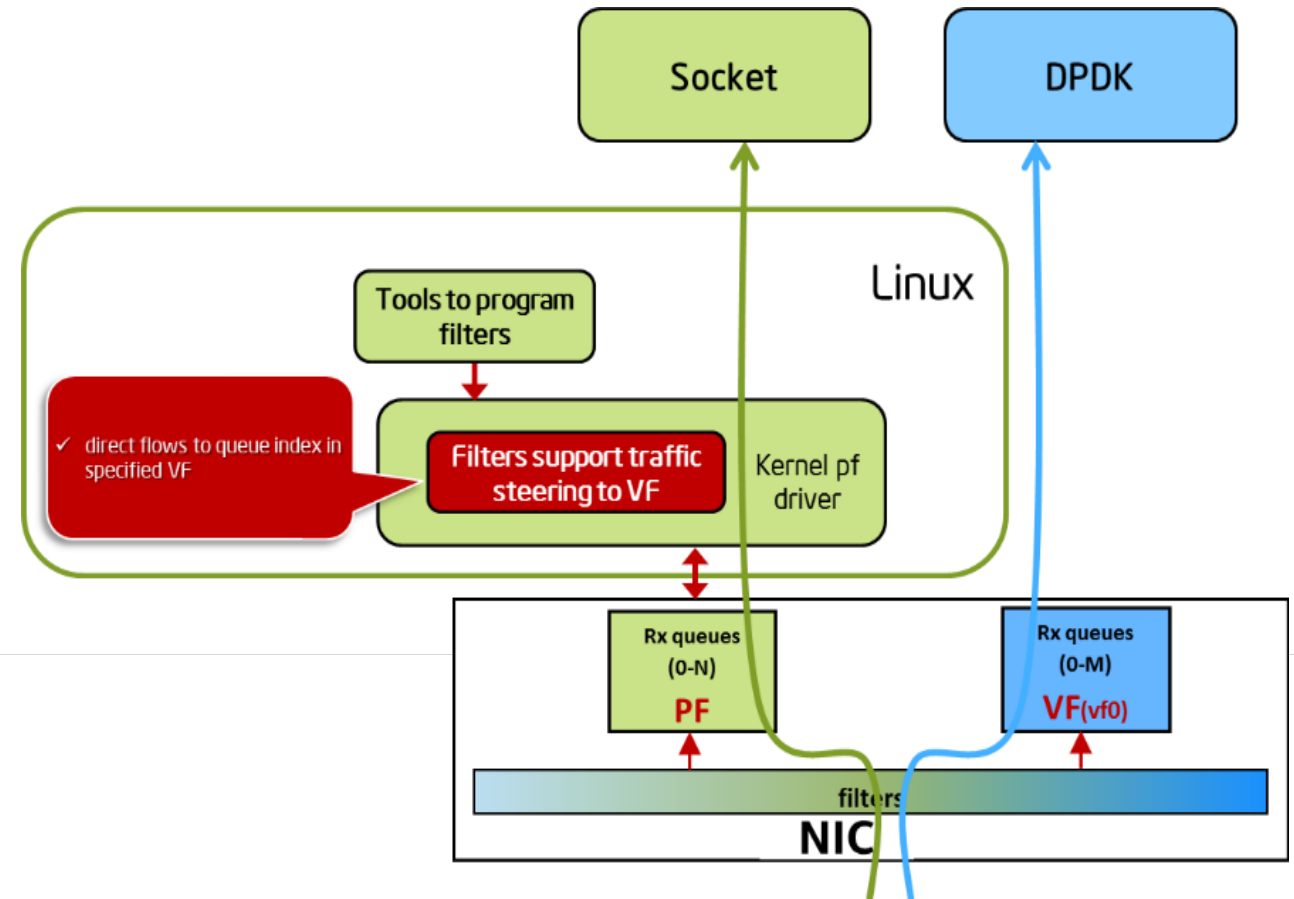 Socket
DPDK
Linux
Tools to program
filters
✓ direct flows to queue index in
specified VF
Filters support traffic
steering to VF
Kernel pf
driver
Rx queues
(0-N)
PF
Rx queues
(0-M)
VF(vf0)
filters
NIC